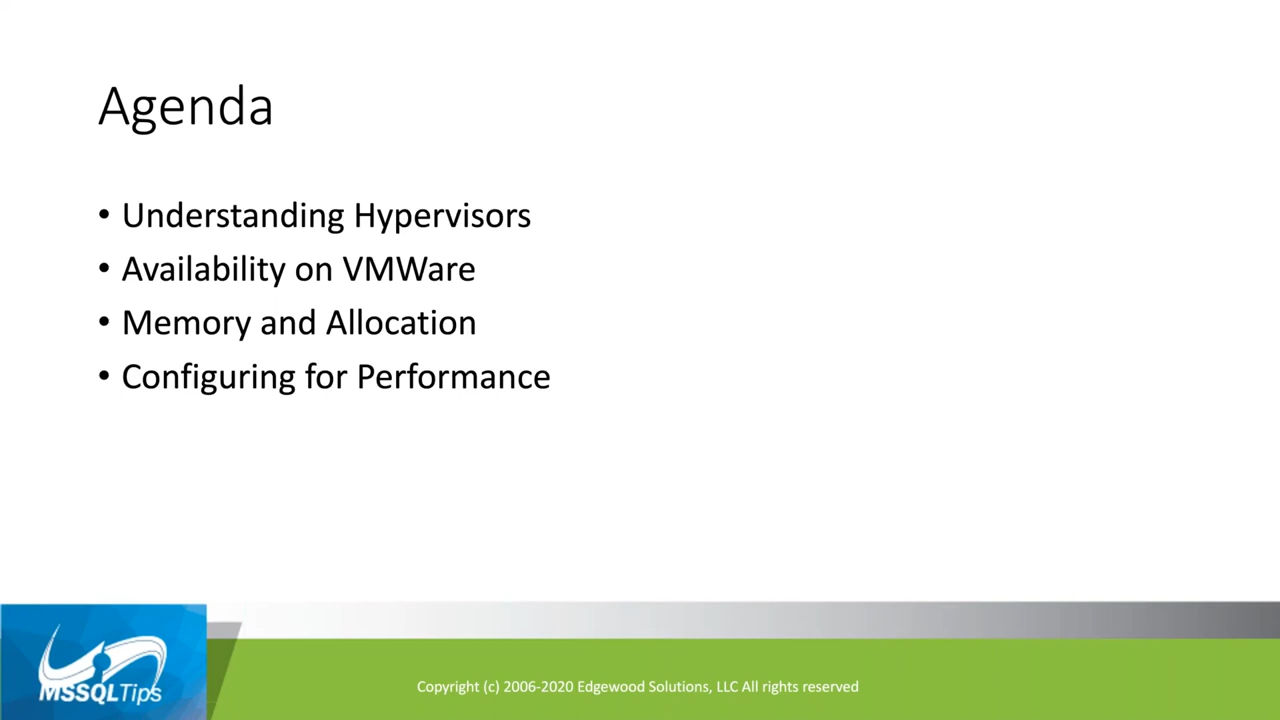 Agenda
• Understanding Hypervisors
• Availability on VMWare
• Memory and Allocation
• Configuring for Performance
MSSQLTips
Copyright (c) 2006-2020 Edgewood Solutions, LLC All rights reserved